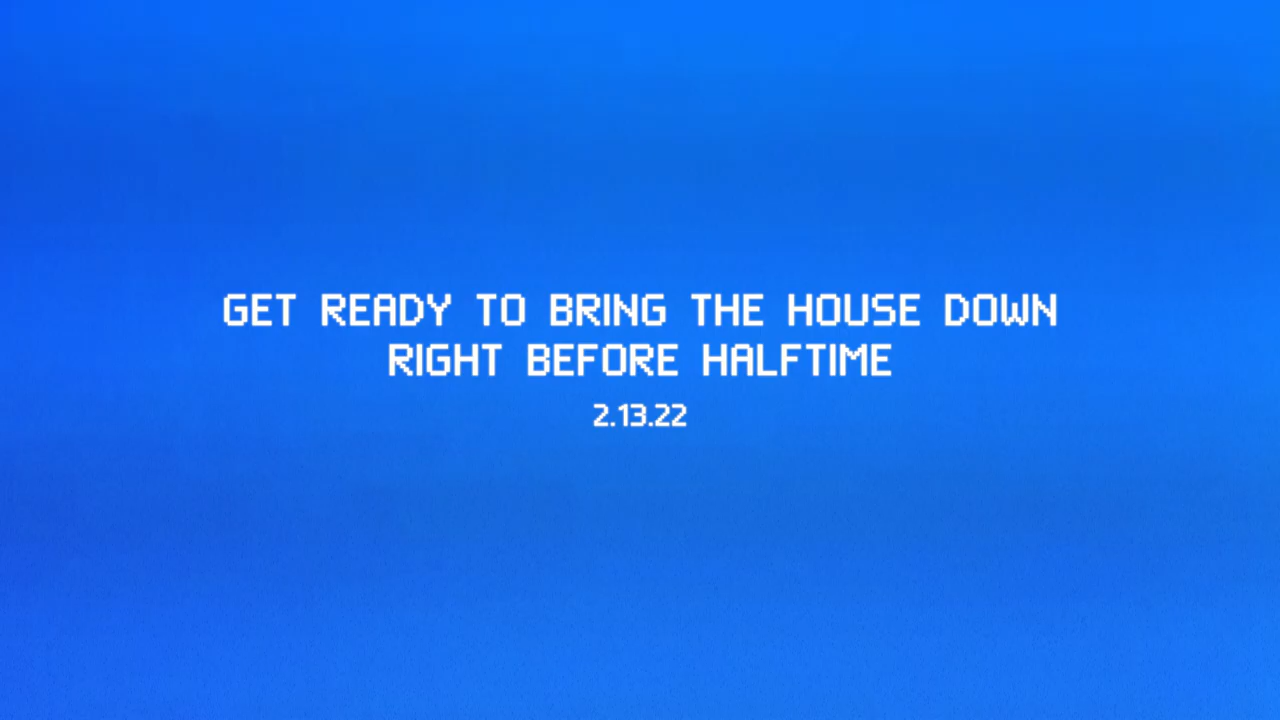 GET READY TO BRING THE HOUSE DOWN
RIGHT BEFORE HALFTIME
2.13.22